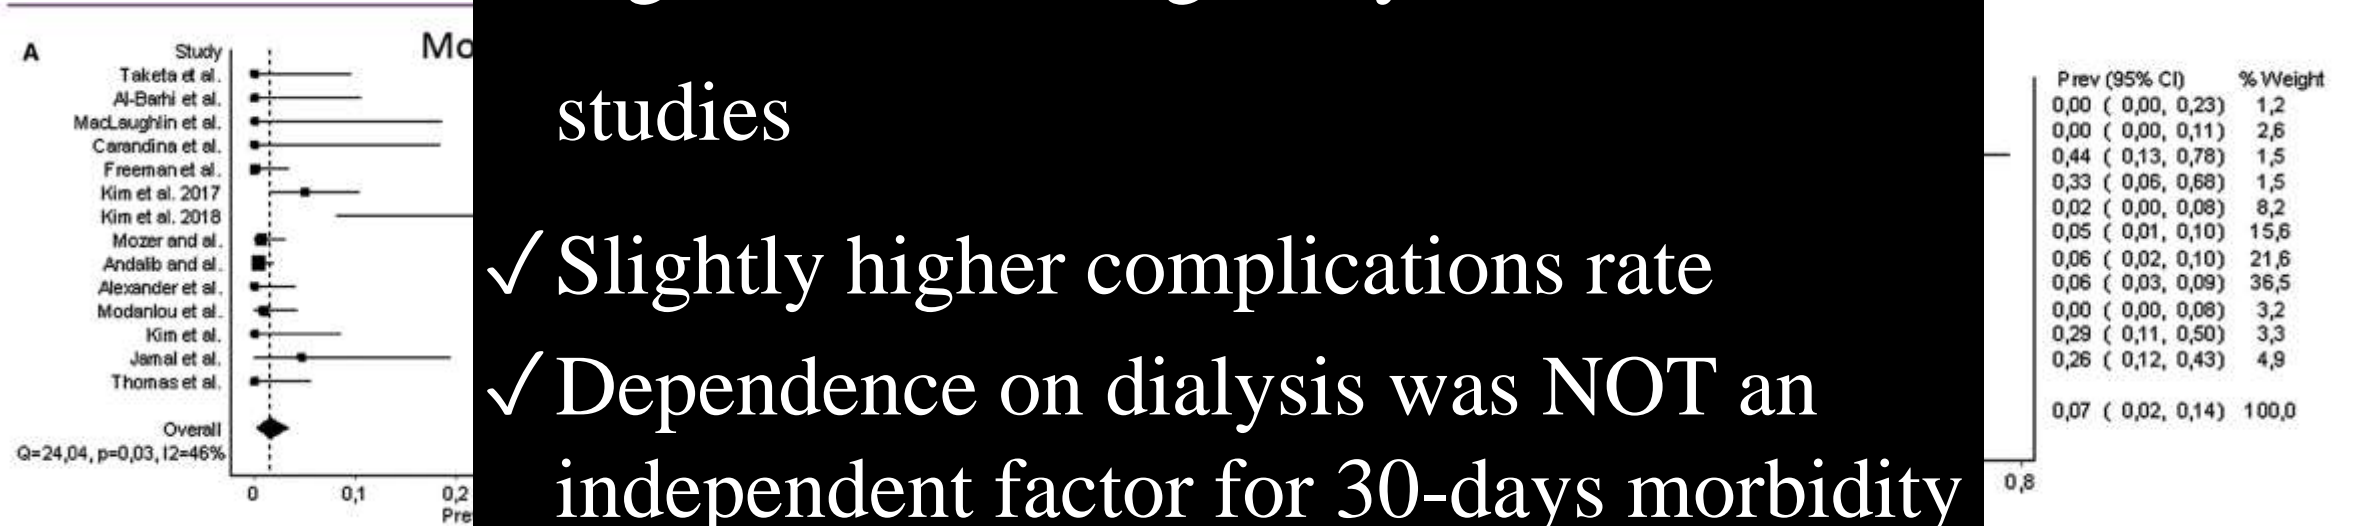 A
Study
Taketa et al.
Al-Barhi et al.
MacLaughlin et al.
Carandina et al.
Freeman et al.
Kim et al. 2017
Kim et al. 2018
Mozer and al.
Andalib and al.
Alexander et al.
Modanlou et al.
Kim et al.
Jamal et al.
Thomas et al.
Overall
Q=24,04, p=0,03, I2=46%
0 0,1 0,2
studies
✓ Slightly higher complications rate
✓ Dependence on dialysis was NOT an
independent factor for 30-days morbidity
Prev (95% CI) % Weight
0,00 ( 0,00, 0,23) 1,2
0,00 ( 0,00, 0,11) 2,6
0,44 ( 0,13, 0,78) 1,5
0,33 ( 0,06, 0,68) 1,5
0,02 ( 0,00, 0,08) 8,2
0,05 ( 0,01, 0,10) 15,6
0,06 ( 0,02, 0,10) 21,6
0,06 ( 0,03, 0,09) 36,5
0,00 ( 0,00, 0,08) 3,2
0,29 ( 0,11, 0,50) 3,3
0,26 ( 0,12, 0,43) 4,9
0,07 ( 0,02, 0,14) 100,0
0,8